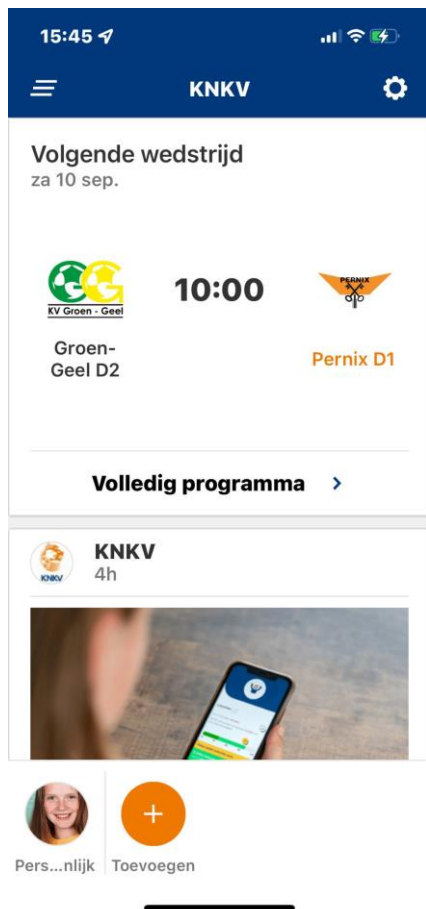 15:45
KNKV
Volgende wedstrijd
za 10 sep.
KV Groen - Geel
10:00
PERNIX
Groen-
Geel D2
Pernix D1
Volledig programma
KNKV
KNKV
4h
Pers...nlijk
Toevoegen